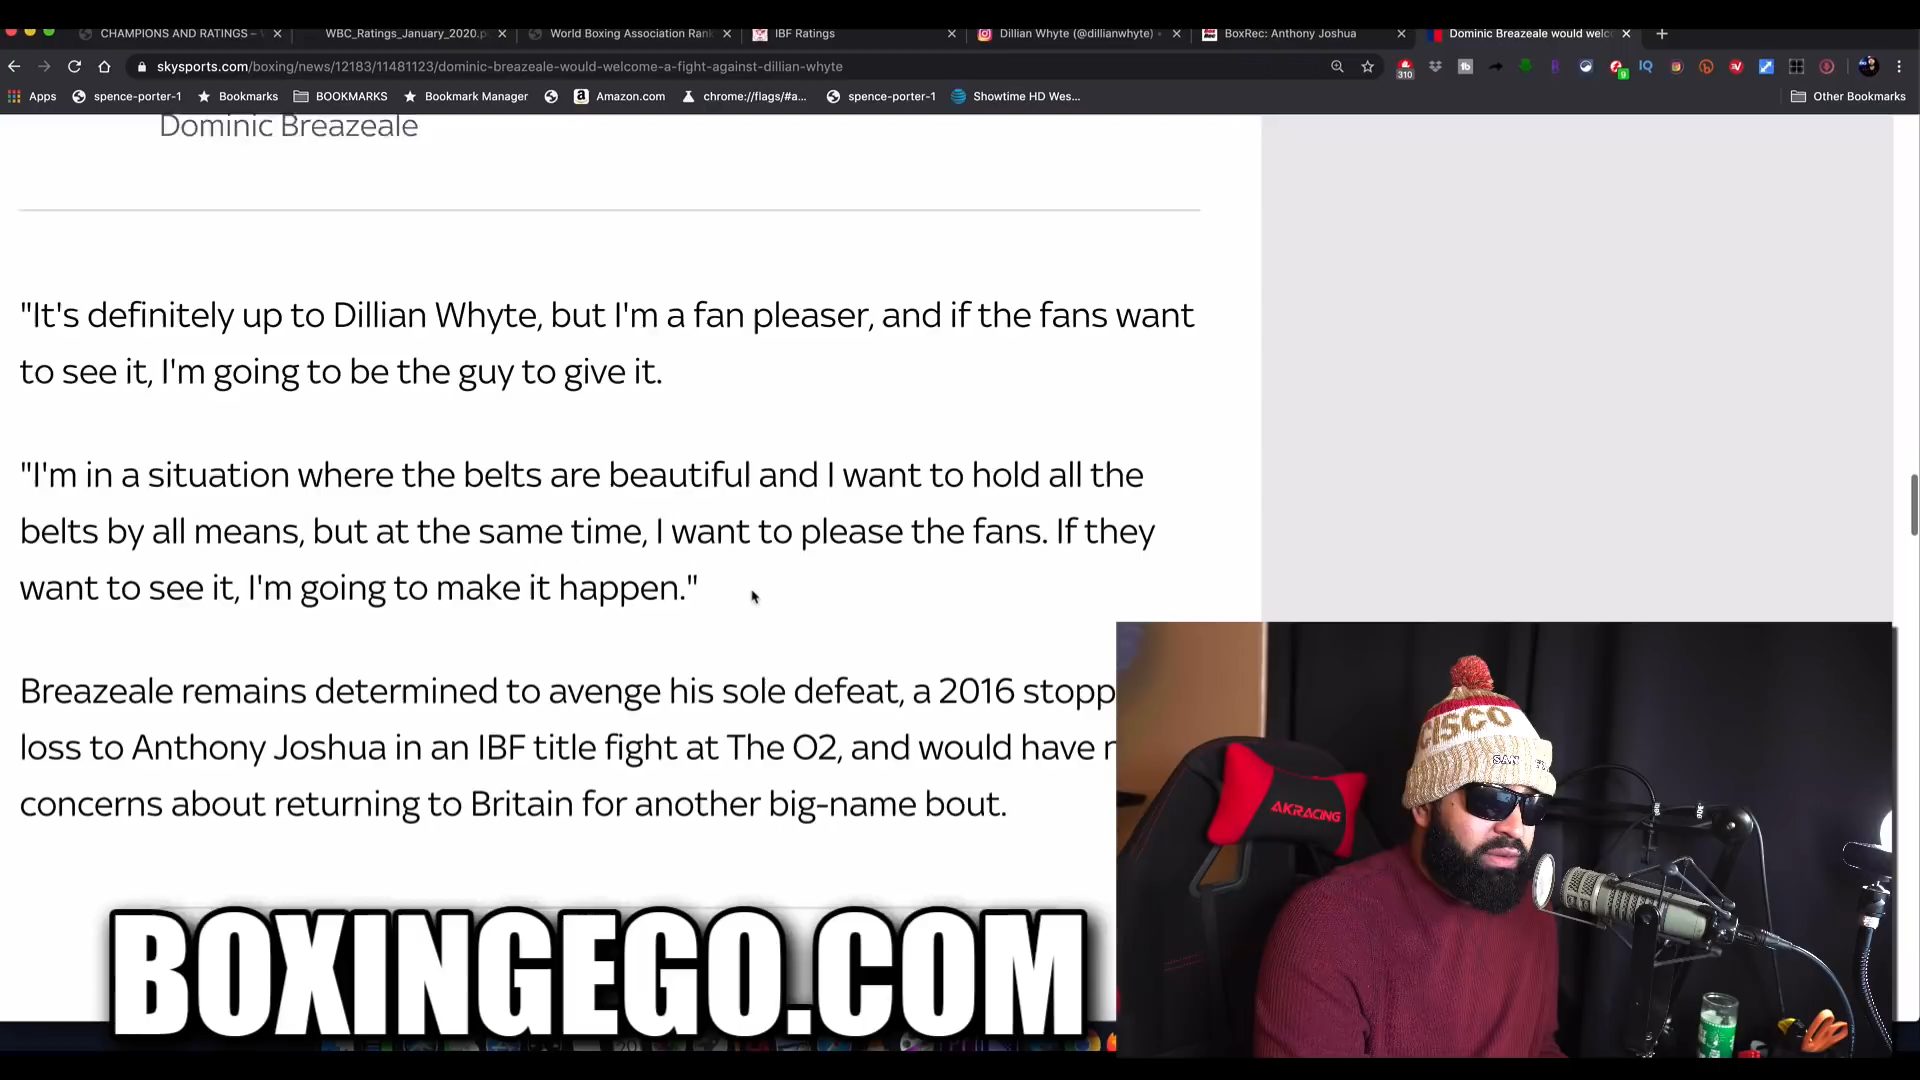 CHAMPIONS AND RATINGS –
WBC_Ratings_January_2020.p
World Boxing Association Rank
IBF Ratings
Dillian Whyte (@dillianwhyte) •
BoxRec: Anthony Joshua
Dominic Breazeale would welc
skysports.com/boxing/news/12183/11481123/dominic-breazeale-would-welcome-a-fight-against-dillian-whyte
310
IQ
9
Apps
spence-porter-1
Bookmarks
BOOKMARKS
Bookmark Manager
Amazon.com
chrome://flags/#a...
spence-porter-1
Showtime HD Wes...
Other Bookmarks
Dominic Breazeale
"It's definitely up to Dillian Whyte, but I'm a fan pleaser, and if the fans want
to see it, I'm going to be the guy to give it.
"I'm in a situation where the belts are beautiful and I want to hold all the
belts by all means, but at the same time, I want to please the fans. If they
want to see it, I'm going to make it happen."
Breazeale remains determined to avenge his sole defeat, a 2016 stopp
loss to Anthony Joshua in an IBF title fight at The O2, and would have
concerns about returning to Britain for another big-name bout.
CISCO
SAN
AKRACING
BOXINGEGO.COM